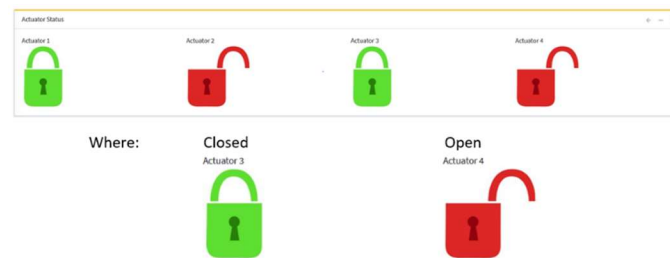 Actuator Status
Actuator 1 Actuator 2 Actuator 3 Actuator 4
Where: Closed Open
Actuator 3 Actuator 4